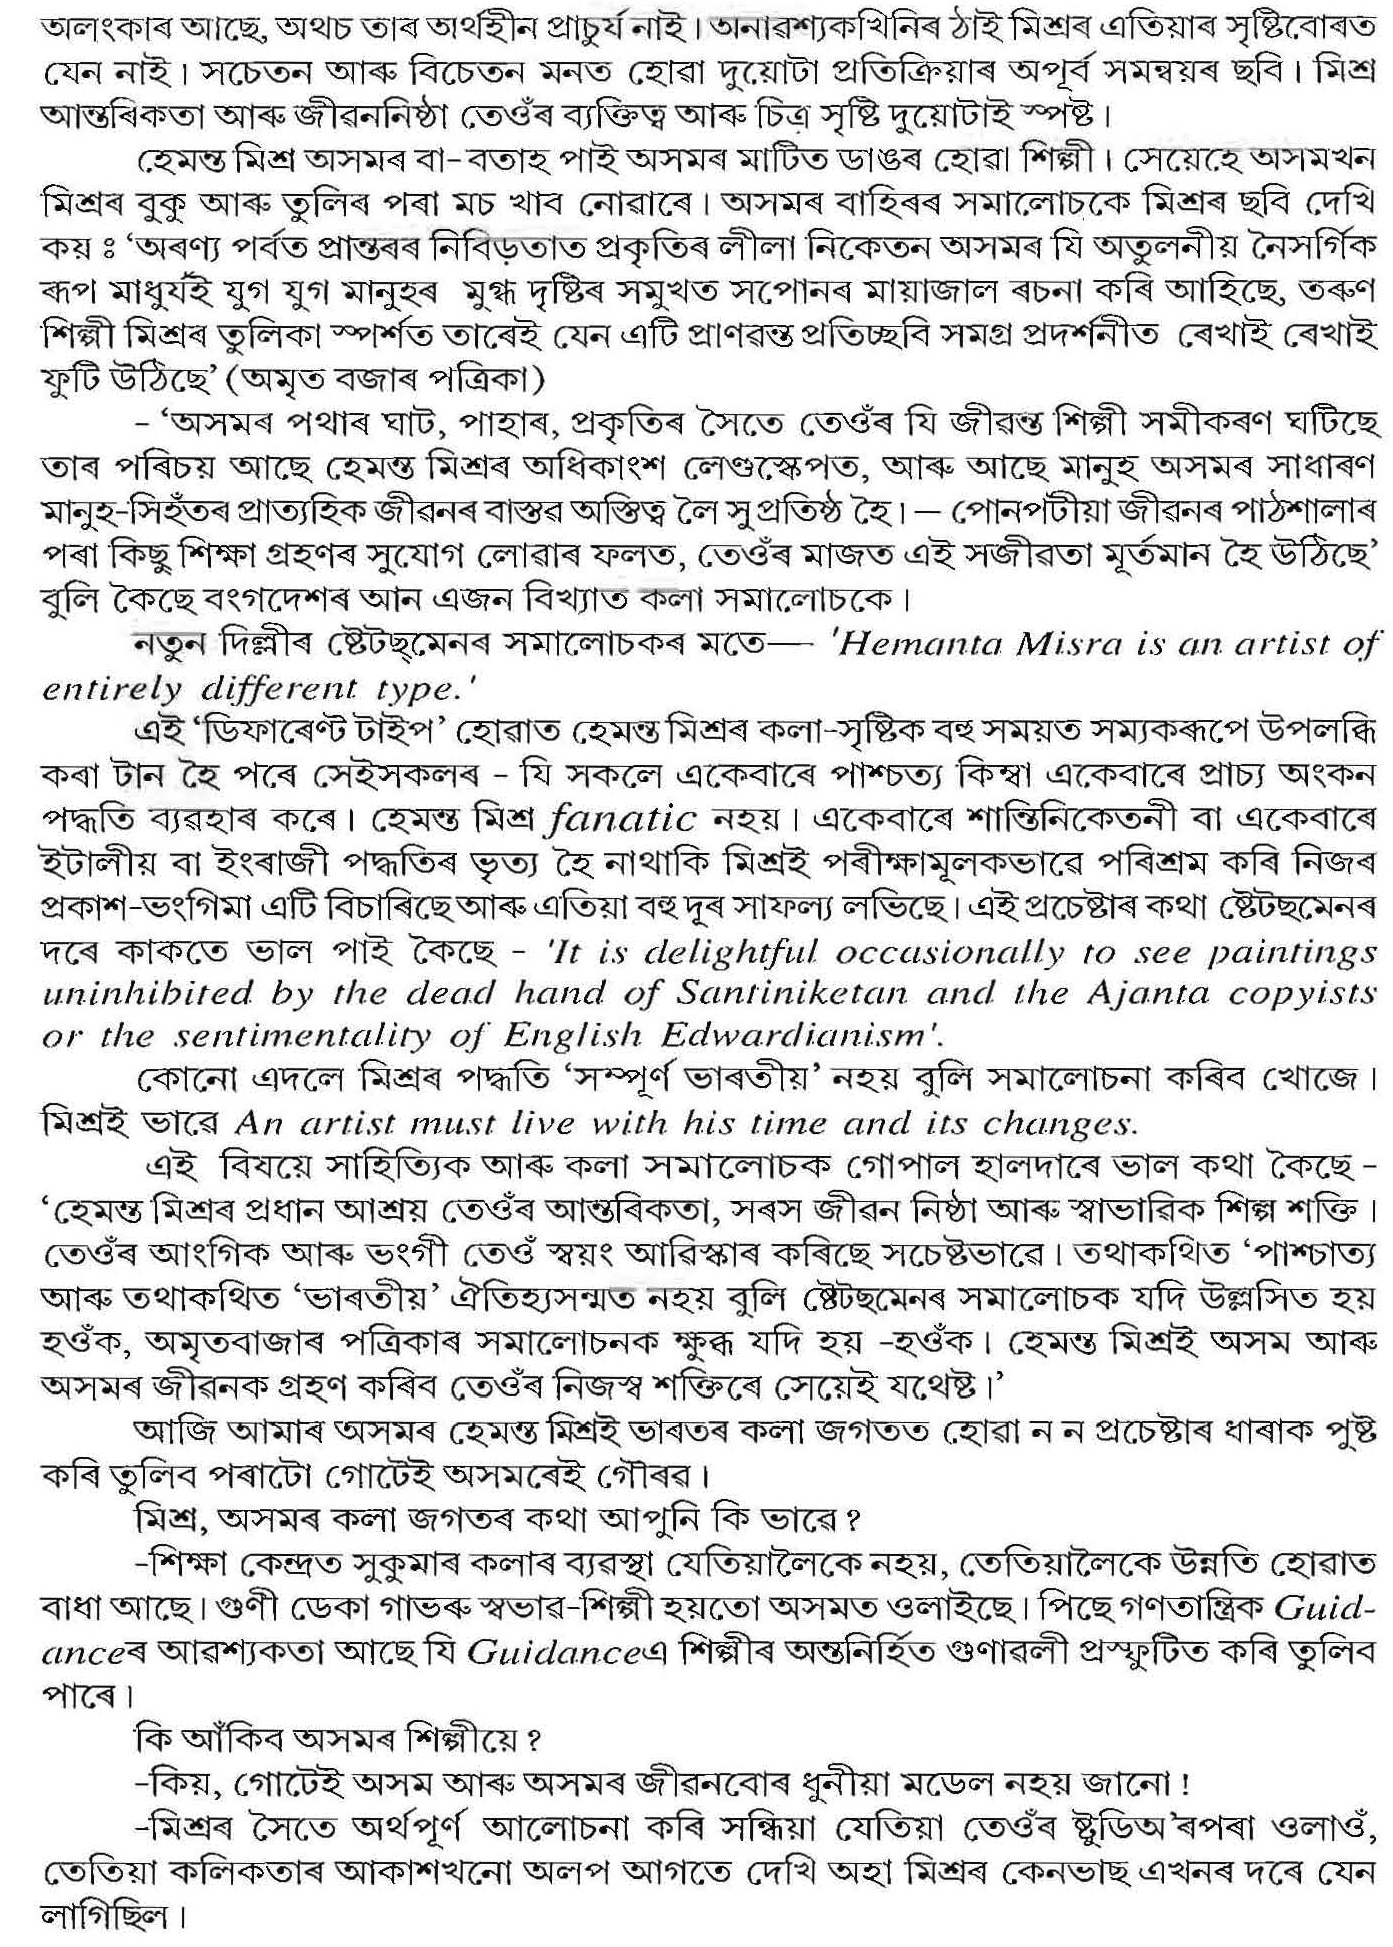 অলংকাৰ আছে, অথচ তাৰ অৰ্থহীন প্ৰাচুৰ্য নাই। অনাৱশ্যকখিনিৰ ঠাই মিশ্ৰৰ এতিয়াৰ সৃষ্টিবোৰত
যেন নাই। সচেতন আৰু বিচেতন মনত হোৱা দুয়োটা প্ৰতিক্ৰিয়াৰ অপূৰ্ব সমন্বয়ৰ ছবি। মিশ্ৰ
আন্তৰিকতা আৰু জীৱননিষ্ঠা তেওঁৰ ব্যক্তিত্ব আৰু চিত্ৰ সৃষ্টি দুয়োটাই স্পষ্ট।
হেমন্ত মিশ্ৰ অসমৰ বা-বতাহ পাই অসমৰ মাটিত ডাঙৰ হোৱা শিল্পী। সেয়েহে অসমখন
মিশ্ৰৰ বুকু আৰু তুলিৰ পৰা মচ খাব নোৱাৰে। অসমৰ বাহিৰৰ সমালোচকে মিশ্ৰৰ ছবি দেখি
কয় ঃ ‘অৰণ্য পৰ্বত প্ৰান্তৰৰ নিবিড়তাত প্ৰকৃতিৰ লীলা নিকেতন অসমৰ যি অতুলনীয় নৈসৰ্গিক
ৰূপ মাধুৰ্যই যুগ যুগ মানুহৰ মুগ্ধ দৃষ্টিৰ সমুখত সপোনৰ মায়াজাল ৰচনা কৰি আহিছে, তৰুণ
শিল্পী মিশ্ৰৰ তুলিকা স্পৰ্শত তাৰেই যেন এটি প্ৰাণৱন্ত প্ৰতিচ্ছবি সমগ্ৰ প্ৰদৰ্শনীত ৰেখাই ৰেখাই
ফুটি উঠিছে’ (অমৃত বজাৰ পত্ৰিকা)
- ‘অসমৰ পথাৰ ঘাট, পাহাৰ, প্ৰকৃতিৰ সৈতে তেওঁৰ যি জীৱন্ত শিল্পী সমীকৰণ ঘটিছে
তাৰ পৰিচয় আছে হেমন্ত মিশ্ৰৰ অধিকাংশ লেণ্ডস্কেপত, আৰু আছে মানুহ অসমৰ সাধাৰণ
মানুহ-সিহঁতৰ প্ৰাত্যহিক জীৱনৰ বাস্তৱ অস্তিত্ব লৈ সুপ্ৰতিষ্ঠ হৈ। — পোনপটীয়া জীৱনৰ পাঠশালাৰ
পৰা কিছু শিক্ষা গ্ৰহণৰ সুযোগ লোৱাৰ ফলত, তেওঁৰ মাজত এই সজীৱতা মূৰ্তমান হৈ উঠিছে’
বুলি কৈছে বংগদেশৰ আন এজন বিখ্যাত কলা সমালোচকে।
নতুন দিল্লীৰ ষ্টেটছ্‌মেনৰ সমালোচকৰ মতে— 'Hemanta Misra is an artist of
entirely different type.'
এই ‘ডিফাৰেণ্ট টাইপ’ হোৱাত হেমন্ত মিশ্ৰৰ কলা-সৃষ্টিক বহু সময়ত সম্যকৰূপে উপলব্ধি
কৰা টান হৈ পৰে সেইসকলৰ - যি সকলে একেবাৰে পাশ্চত্য কিম্বা একেবাৰে প্ৰাচ্য অংকন
পদ্ধতি ব্যৱহাৰ কৰে। হেমন্ত মিশ্ৰ fanatic নহয়। একেবাৰে শান্তিনিকেতনী বা একেবাৰে
ইটালীয় বা ইংৰাজী পদ্ধতিৰ ভৃত্য হৈ নাথাকি মিশ্ৰই পৰীক্ষামূলকভাৱে পৰিশ্ৰম কৰি নিজৰ
প্ৰকাশ-ভংগিমা এটি বিচাৰিছে আৰু এতিয়া বহু দূৰ সাফল্য লভিছে। এই প্ৰচেষ্টাৰ কথা ষ্টেটছমেনৰ
দৰে কাকতে ভাল পাই কৈছে - 'It is delightful occasionally to see paintings
uninhibited by the dead hand of Santiniketan and the Ajanta copyists
or the sentimentality of English Edwardianism'.
কোনো এদলে মিশ্ৰৰ পদ্ধতি ‘সম্পূৰ্ণ ভাৰতীয়’ নহয় বুলি সমালোচনা কৰিব খোজে।
মিশ্ৰই ভাৱে An artist must live with his time and its changes.
এই বিষয়ে সাহিত্যিক আৰু কলা সমালোচক গোপাল হালদাৰে ভাল কথা কৈছে -
‘হেমন্ত মিশ্ৰৰ প্ৰধান আশ্ৰয় তেওঁৰ আন্তৰিকতা, সৰস জীৱন নিষ্ঠা আৰু স্বাভাৱিক শিল্প শক্তি।
তেওঁৰ আংগিক আৰু ভংগী তেওঁ স্বয়ং আৱিস্কাৰ কৰিছে সচেষ্টভাৱে। তথাকথিত ‘পাশ্চাত্য
আৰু তথাকথিত ‘ভাৰতীয়’ ঐতিহ্যসন্মত নহয় বুলি ষ্টেটছমেনৰ সমালোচক যদি উল্লসিত হয়
হওঁক, অমৃতবাজাৰ পত্ৰিকাৰ সমালোচনক ক্ষুব্ধ যদি হয় -হওঁক। হেমন্ত মিশ্ৰই অসম আৰু
অসমৰ জীৱনক গ্ৰহণ কৰিব তেওঁৰ নিজস্ব শক্তিৰে সেয়েই যথেষ্ট।’
আজি আমাৰ অসমৰ হেমন্ত মিশ্ৰই ভাৰতৰ কলা জগতত হোৱা ন ন প্ৰচেষ্টাৰ ধাৰাক পুষ্ট
কৰি তুলিব পৰাটো গোটেই অসমৰেই গৌৰৱ।
মিশ্ৰ, অসমৰ কলা জগতৰ কথা আপুনি কি ভাৱে?
-শিক্ষা কেন্দ্ৰত সুকুমাৰ কলাৰ ব্যৱস্থা যেতিয়ালৈকে নহয়, তেতিয়ালৈকে উন্নতি হোৱাত
বাধা আছে। গুণী ডেকা গাভৰু স্বভাৱ-শিল্পী হয়তো অসমত ওলাইছে। পিছে গণতান্ত্ৰিক Guid-
anceৰ আৱশ্যকতা আছে যি Guidanceএ শিল্পীৰ অন্তনিৰ্হিত গুণাৱলী প্ৰস্ফুটিত কৰি তুলিব
পাৰে।
কি আঁকিব অসমৰ শিল্পীয়ে?
-কিয়, গোটেই অসম আৰু অসমৰ জীৱনবোৰ ধুনীয়া মডেল নহয় জানো!
-মিশ্ৰৰ সৈতে অৰ্থপূৰ্ণ আলোচনা কৰি সন্ধিয়া যেতিয়া তেওঁৰ ষ্টুডিঅ’ৰপৰা ওলাওঁ,
তেতিয়া কলিকতাৰ আকাশখনো অলপ আগতে দেখি অহা মিশ্ৰৰ কেনভাছ এখনৰ দৰে যেন
লাগিছিল।